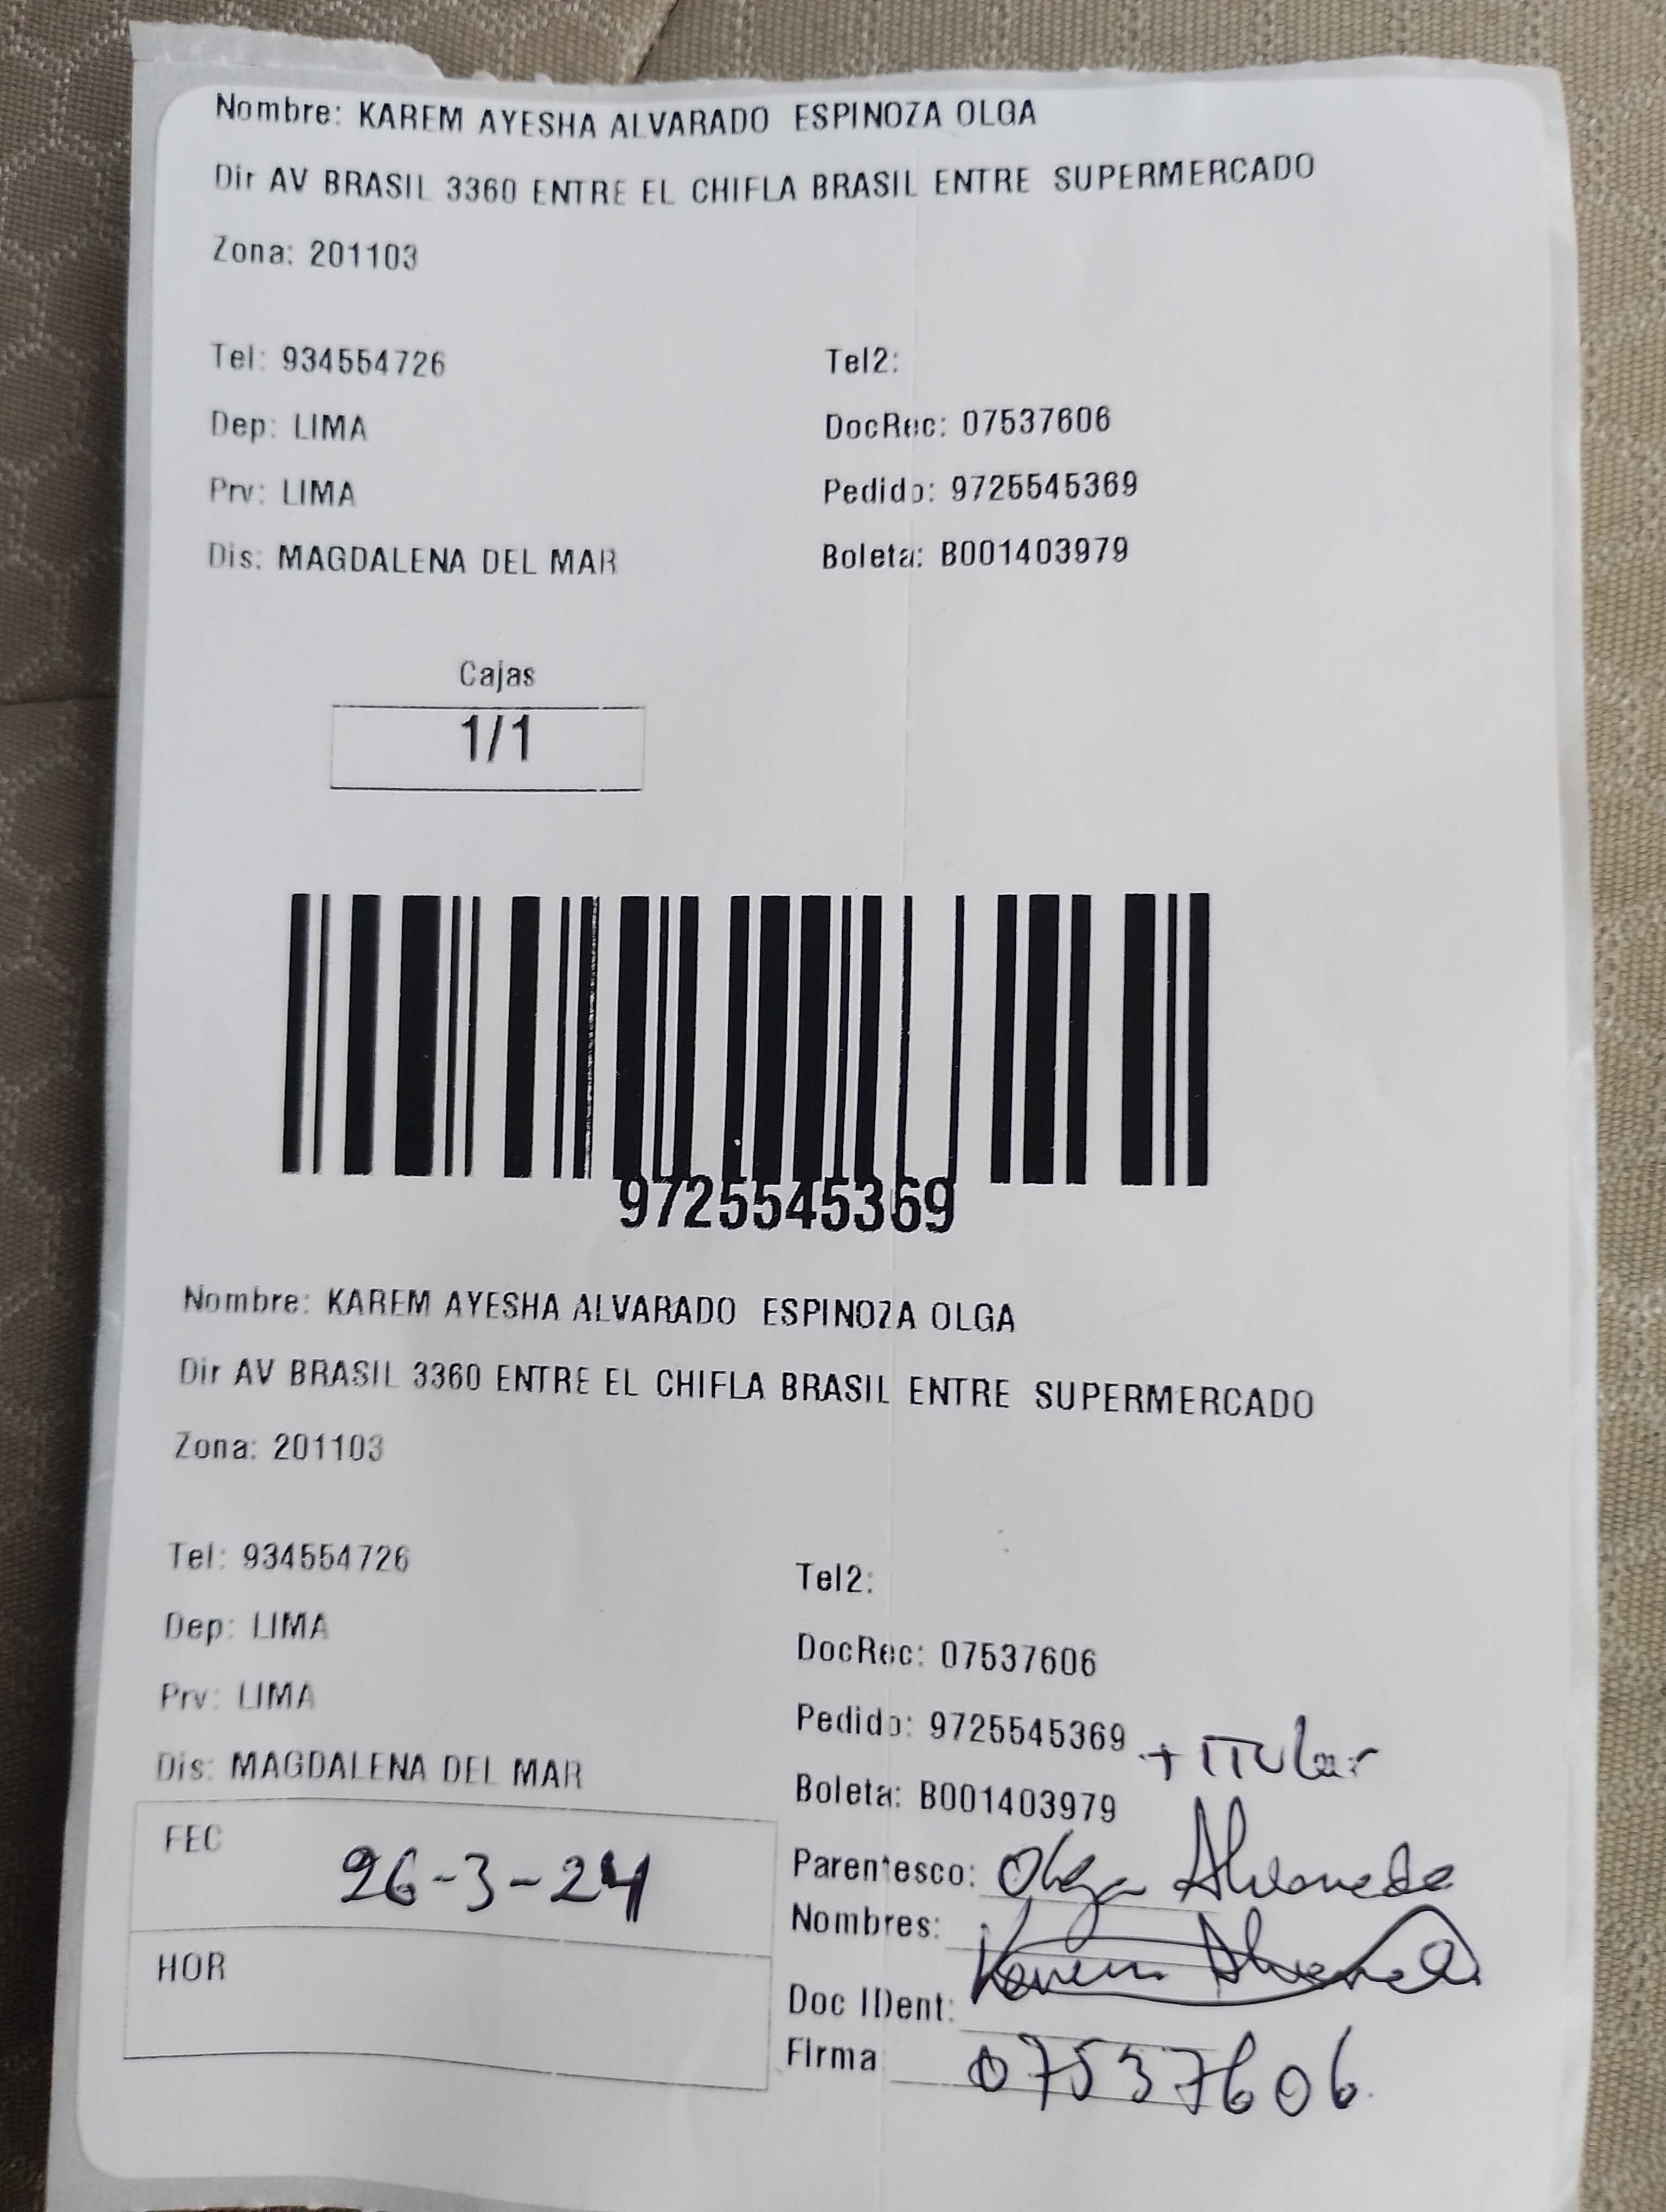 Nombre: KAREM AYESHA ALVARADO ESPINOZA OLGA
Dir AV BRASIL 3360 ENTRE EL CHIFLA BRASIL ENTRE SUPERMERCADO
Zona: 201103
Tel: 934554726 Tel2:
Dep: LIMA DocRec: 07537606
Prv: LIMA Pedido: 9725545369
Dis: MAGDALENA DEL MAR Boleta: B001403979
Cajas
1/1
9725545369
Nombre: KAREM AYESHA ALVARADO ESPINOZA OLGA
Dir AV BRASIL 3360 ENTRE EL CHIFLA BRASIL ENTRE SUPERMERCADO
Zona: 201103
Tel: 934554726 Tel2:
Dep: LIMA DocRec: 07537606
Prv: LIMA Pedido: 9725545369 + TITULar
Dis: MAGDALENA DEL MAR Boleta: B001403979
FEC 26-3-24 Parentesco: Olga Alvarado
Nombres: Karem Alvarado
HOR Doc IDent:
Firma 07537606